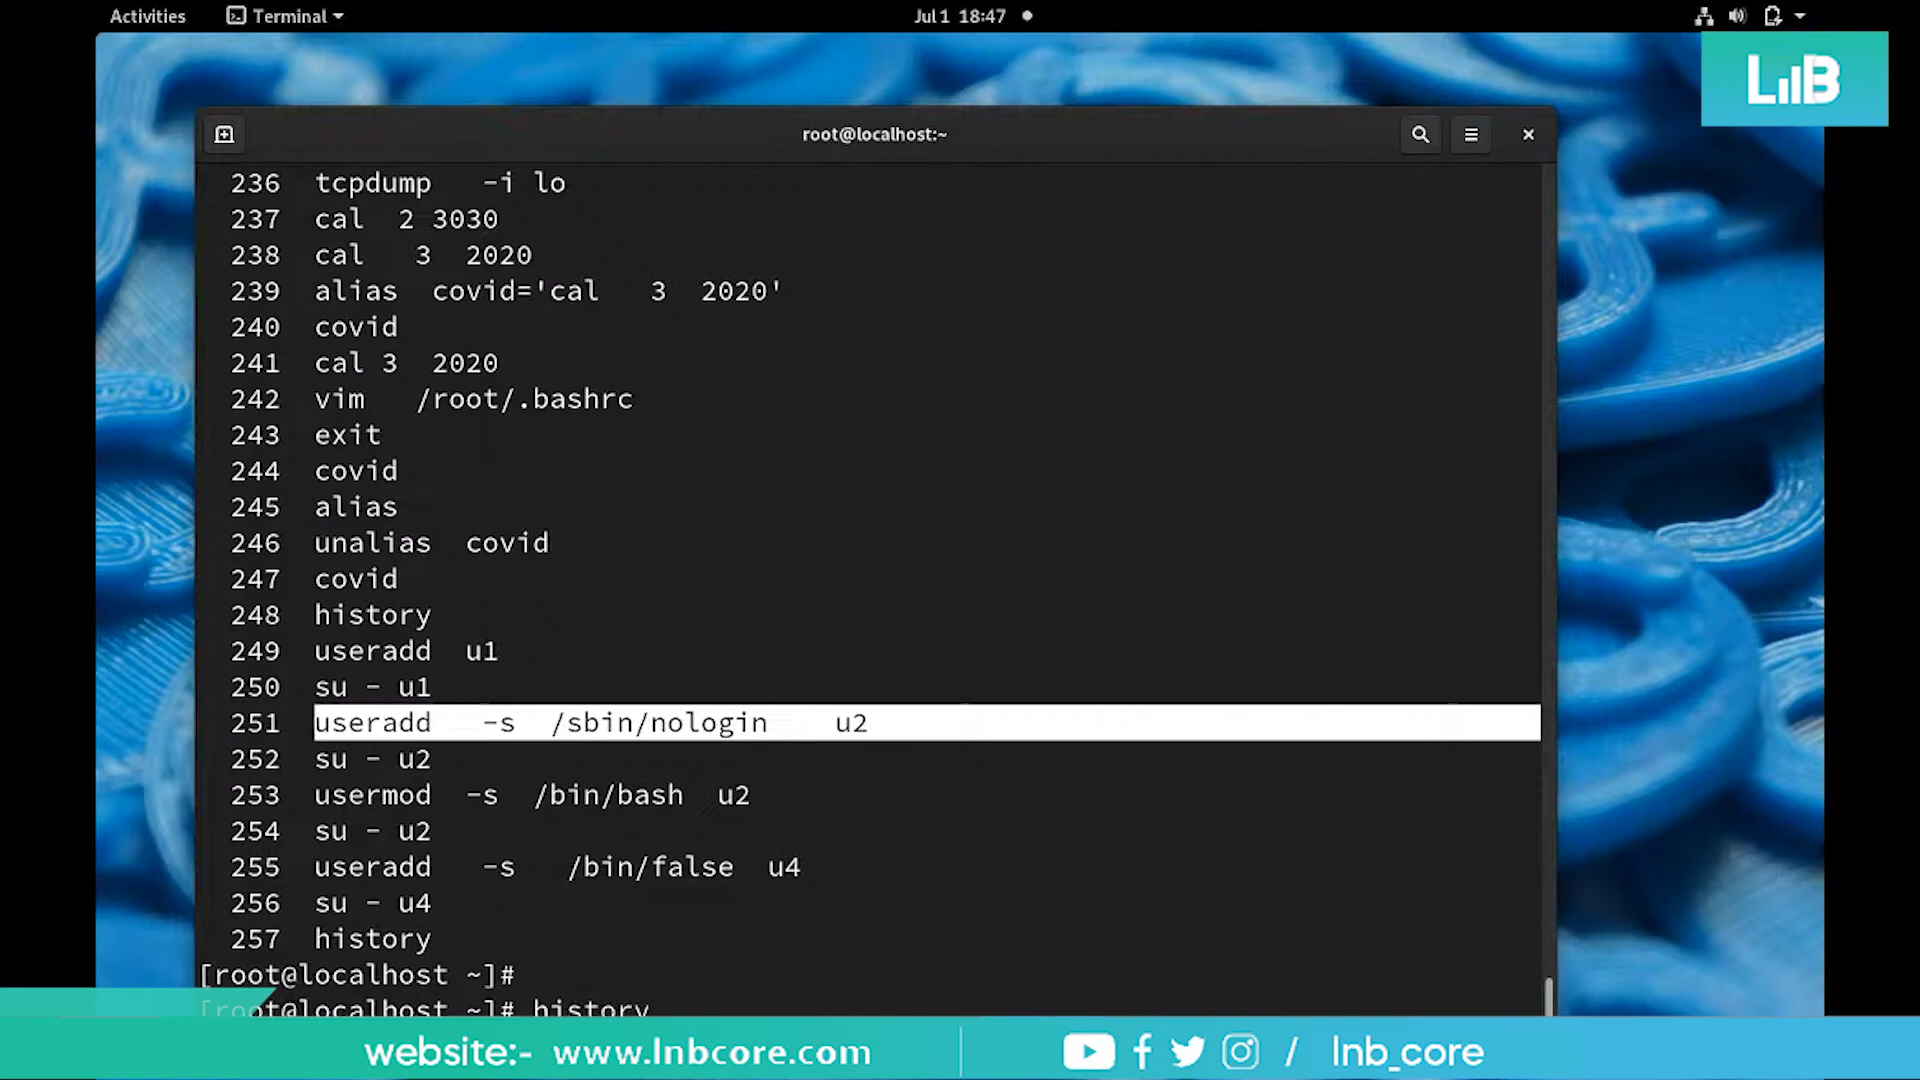 Activities Terminal Jul 1 18:47
LnB
root@localhost:~
236 tcpdump -i lo
237 cal 2 3030
238 cal 3 2020
239 alias covid='cal 3 2020'
240 covid
241 cal 3 2020
242 vim /root/.bashrc
243 exit
244 covid
245 alias
246 unalias covid
247 covid
248 history
249 useradd u1
250 su - u1
251 useradd -s /sbin/nologin u2
252 su - u2
253 usermod -s /bin/bash u2
254 su - u2
255 useradd -s /bin/false u4
256 su - u4
257 history
[root@localhost ~]#
[root@localhost ~]# history
website:- www.lnbcore.com / lnb_core